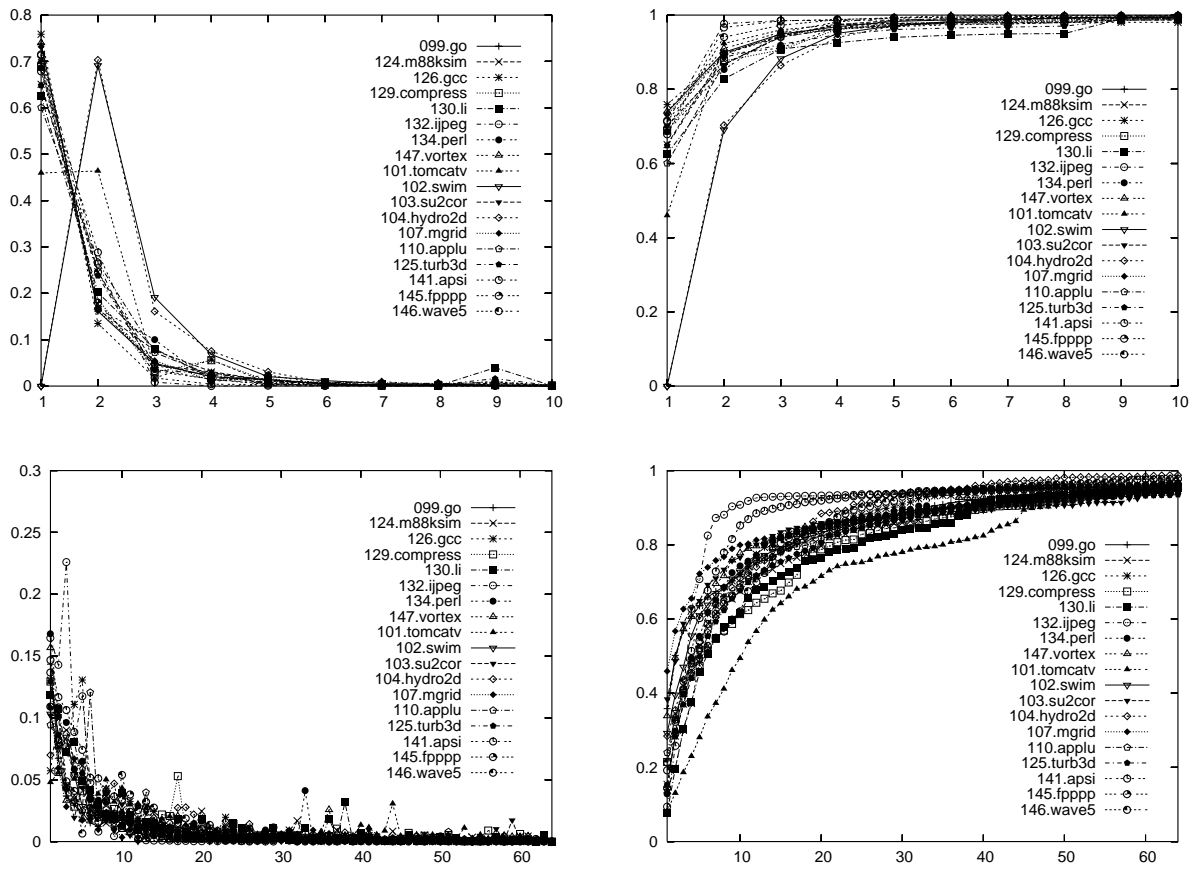 0.8
0.7
0.6
0.5
0.4
0.3
0.2
0.1
0
1 2 3 4 5 6 7 8 9 10
099.go
124.m88ksim
126.gcc
129.compress
130.li
132.ijpeg
134.perl
147.vortex
101.tomcatv
102.swim
103.su2cor
104.hydro2d
107.mgrid
110.applu
125.turb3d
141.apsi
145.fpppp
146.wave5
1
0.8
0.6
0.4
0.2
0
1 2 3 4 5 6 7 8 9 10
099.go
124.m88ksim
126.gcc
129.compress
130.li
132.ijpeg
134.perl
147.vortex
101.tomcatv
102.swim
103.su2cor
104.hydro2d
107.mgrid
110.applu
125.turb3d
141.apsi
145.fpppp
146.wave5
0.3
0.25
0.2
0.15
0.1
0.05
0
10 20 30 40 50 60
099.go
124.m88ksim
126.gcc
129.compress
130.li
132.ijpeg
134.perl
147.vortex
101.tomcatv
102.swim
103.su2cor
104.hydro2d
107.mgrid
110.applu
125.turb3d
141.apsi
145.fpppp
146.wave5
1
0.8
0.6
0.4
0.2
0
10 20 30 40 50 60
099.go
124.m88ksim
126.gcc
129.compress
130.li
132.ijpeg
134.perl
147.vortex
101.tomcatv
102.swim
103.su2cor
104.hydro2d
107.mgrid
110.applu
125.turb3d
141.apsi
145.fpppp
146.wave5